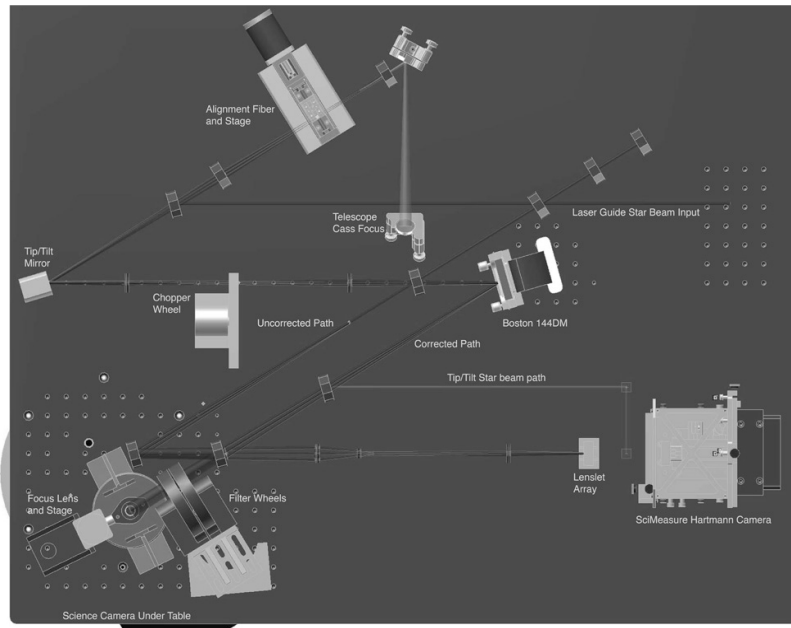 Alignment Fiber
and Stage
Telescope
Cass Focus
Laser Guide Star Beam Input
Tip/Tilt
Mirror
Chopper
Wheel
Uncorrected Path
Boston 144DM
Corrected Path
Tip/Tilt Star beam path
Focus Lens
and Stage
Filter Wheels
Lenslet
Array
SciMeasure Hartmann Camera
Science Camera Under Table